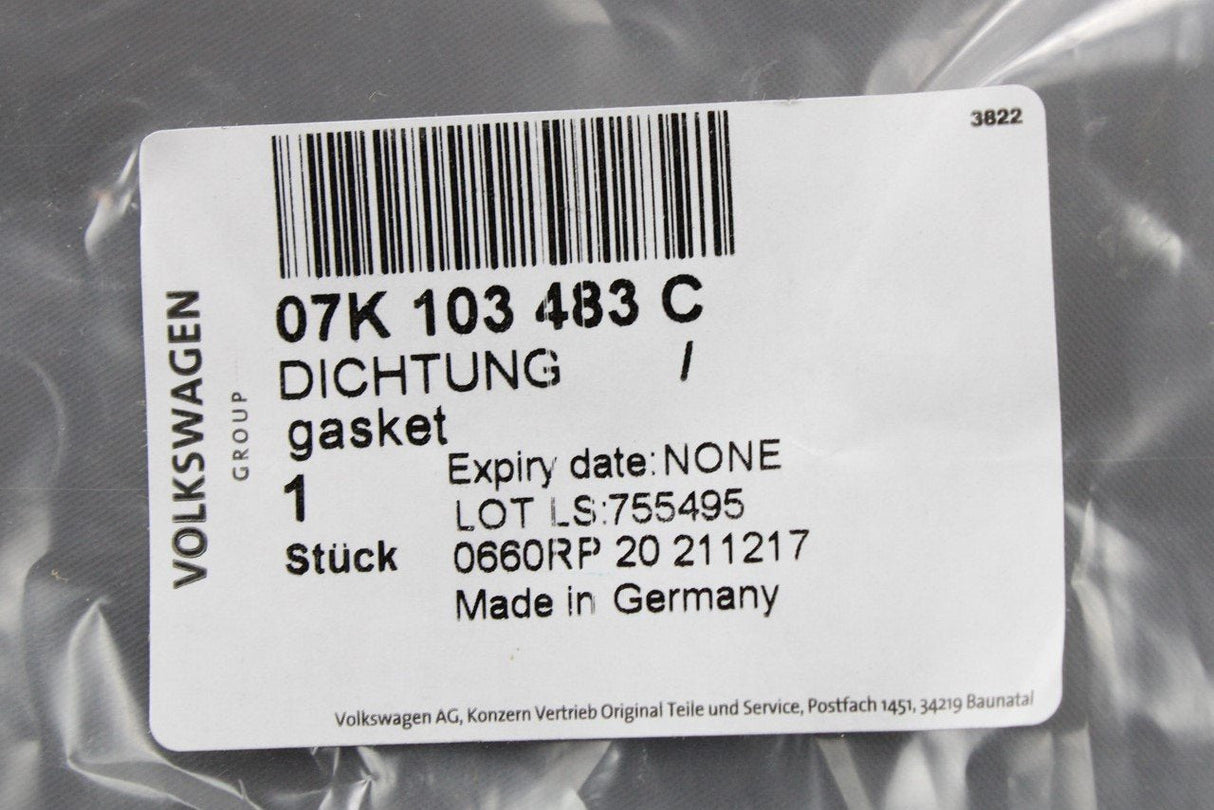 3822
VOLKSWAGEN
GROUP
07K 103 483 C
DICHTUNG /
gasket
1
Expiry date:NONE
LOT LS:755495
Stück
0660RP 20 211217
Made in Germany
Volkswagen AG, Konzern Vertrieb Original Teile und Service, Postfach 1451, 34219 Baunatal